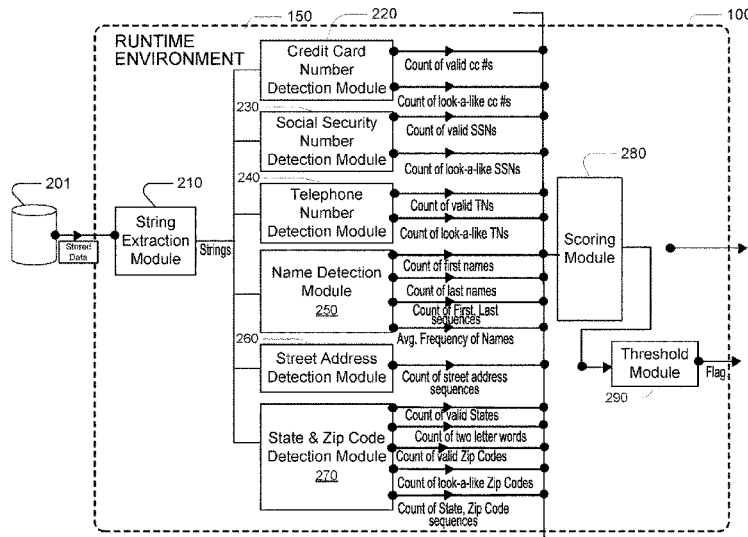 150
220
100
RUNTIME
ENVIRONMENT
Credit Card
Number
Detection Module
Count of valid cc #s
Count of look-a-like cc #s
230
Social Security
Number
Detection Module
Count of valid SSNs
Count of look-a-like SSNs
240
Telephone
Number
Detection Module
Count of valid TNs
Count of look-a-like TNs
201
Stored
Data
210
String
Extraction
Module
Strings
Name Detection
Module
250
Count of first names
Count of last names
Count of First, Last
sequences
Avg. Frequency of Names
260
Street Address
Detection Module
Count of street address
sequences
State & Zip Code
Detection Module
270
Count of valid States
Count of two letter words
Count of valid Zip Codes
Count of look-a-like Zip Codes
Count of State, Zip Code
sequences
280
Scoring
Module
Threshold
Module
290
Flag